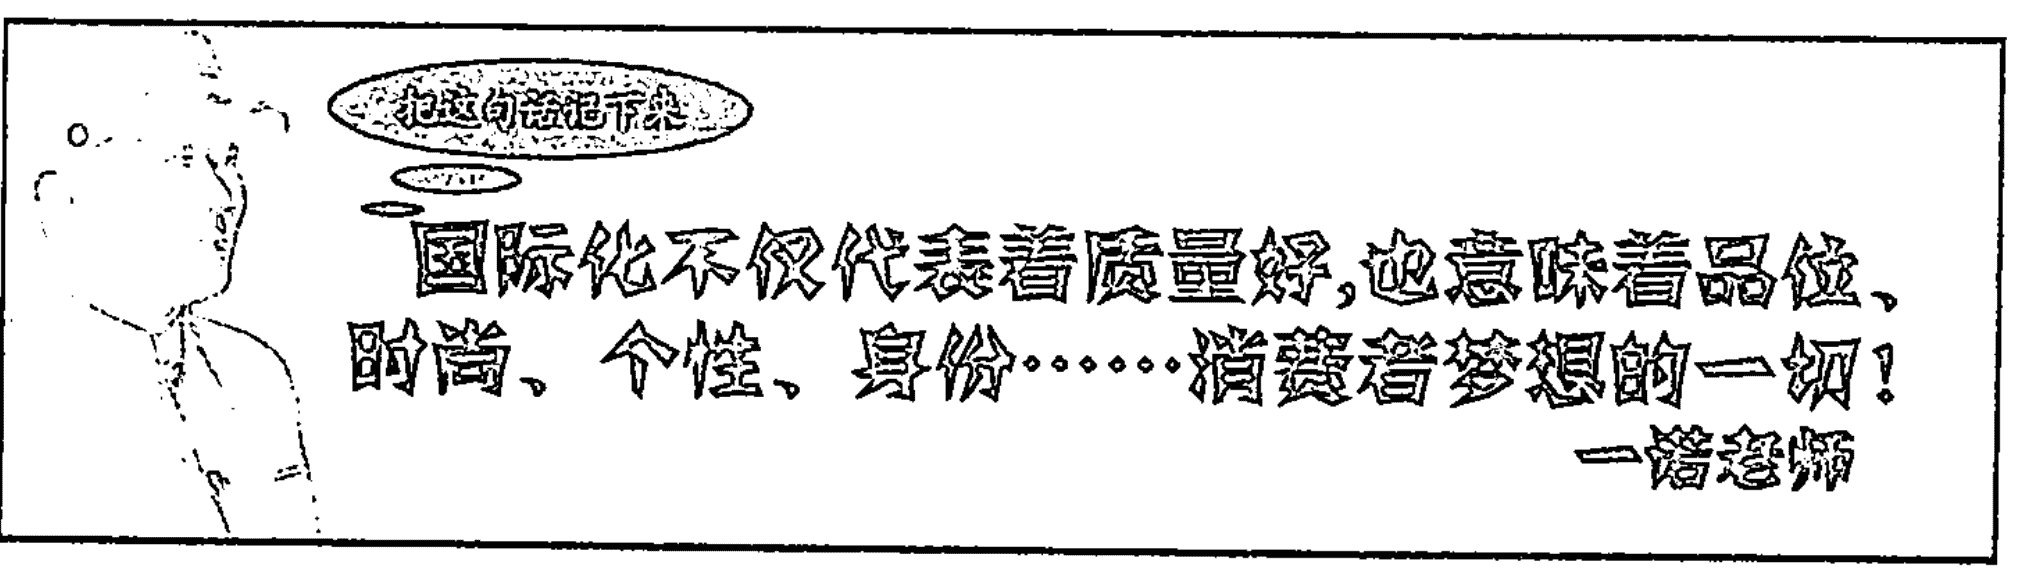 把这句话记下来
国际化不仅代表着质量好,也意味着品位、
时尚、个性、身份……消费者梦想的一切!
一诺老师